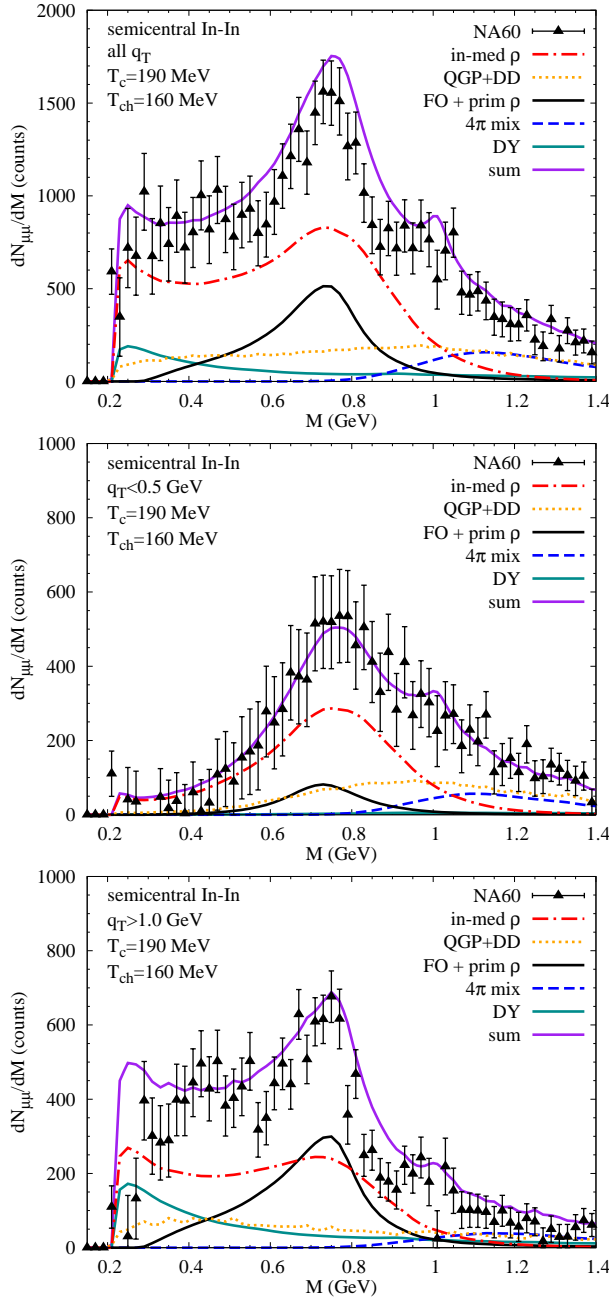 semicentral In-In
all q_T
T_c=190 MeV
T_ch=160 MeV
NA60
in-med ρ
QGP+DD
FO + prim ρ
4π mix
DY
sum
dN_μμ/dM (counts)
2000
1500
1000
500
0
0.2 0.4 0.6 0.8 1 1.2 1.4
M (GeV)
semicentral In-In
q_T<0.5 GeV
T_c=190 MeV
T_ch=160 MeV
NA60
in-med ρ
QGP+DD
FO + prim ρ
4π mix
DY
sum
dN_μμ/dM (counts)
1000
800
600
400
200
0
0.2 0.4 0.6 0.8 1 1.2 1.4
M (GeV)
semicentral In-In
q_T>1.0 GeV
T_c=190 MeV
T_ch=160 MeV
NA60
in-med ρ
QGP+DD
FO + prim ρ
4π mix
DY
sum
dN_μμ/dM (counts)
1000
800
600
400
200
0
0.2 0.4 0.6 0.8 1 1.2 1.4
M (GeV)